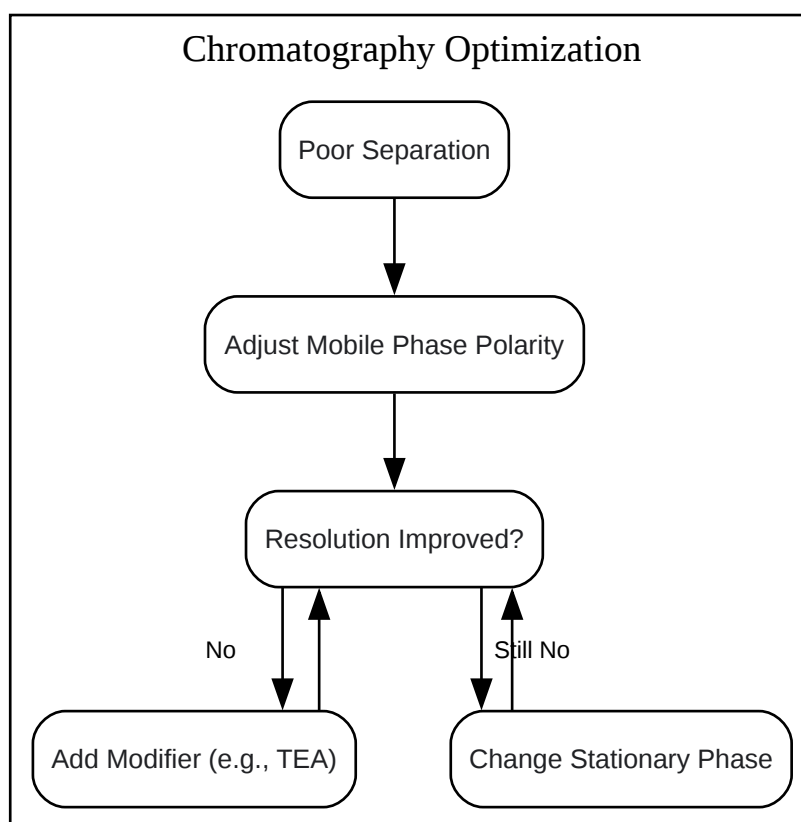 Chromatography Optimization
Poor Separation
Adjust Mobile Phase Polarity
Resolution Improved?
No
Still No
Add Modifier (e.g., TEA)
Change Stationary Phase